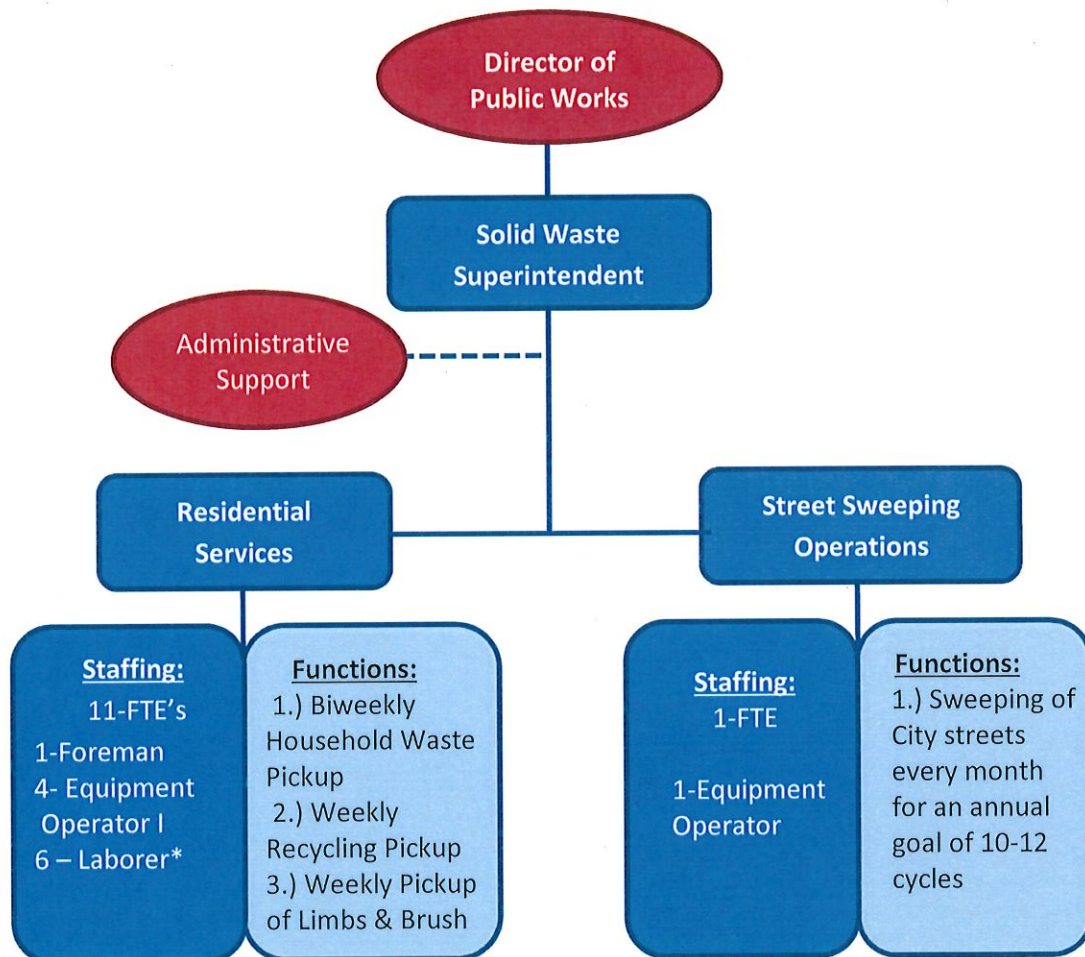 Director of
Public Works
Solid Waste
Superintendent
Administrative
Support
Residential
Services
Street Sweeping
Operations
Staffing:
11-FTE's
1-Foreman
4- Equipment
Operator I
6 – Laborer*
Functions:
1.) Biweekly
Household Waste
Pickup
2.) Weekly
Recycling Pickup
3.) Weekly Pickup
of Limbs & Brush
Staffing:
1-FTE
1-Equipment
Operator
Functions:
1.) Sweeping of
City streets
every month
for an annual
goal of 10-12
cycles